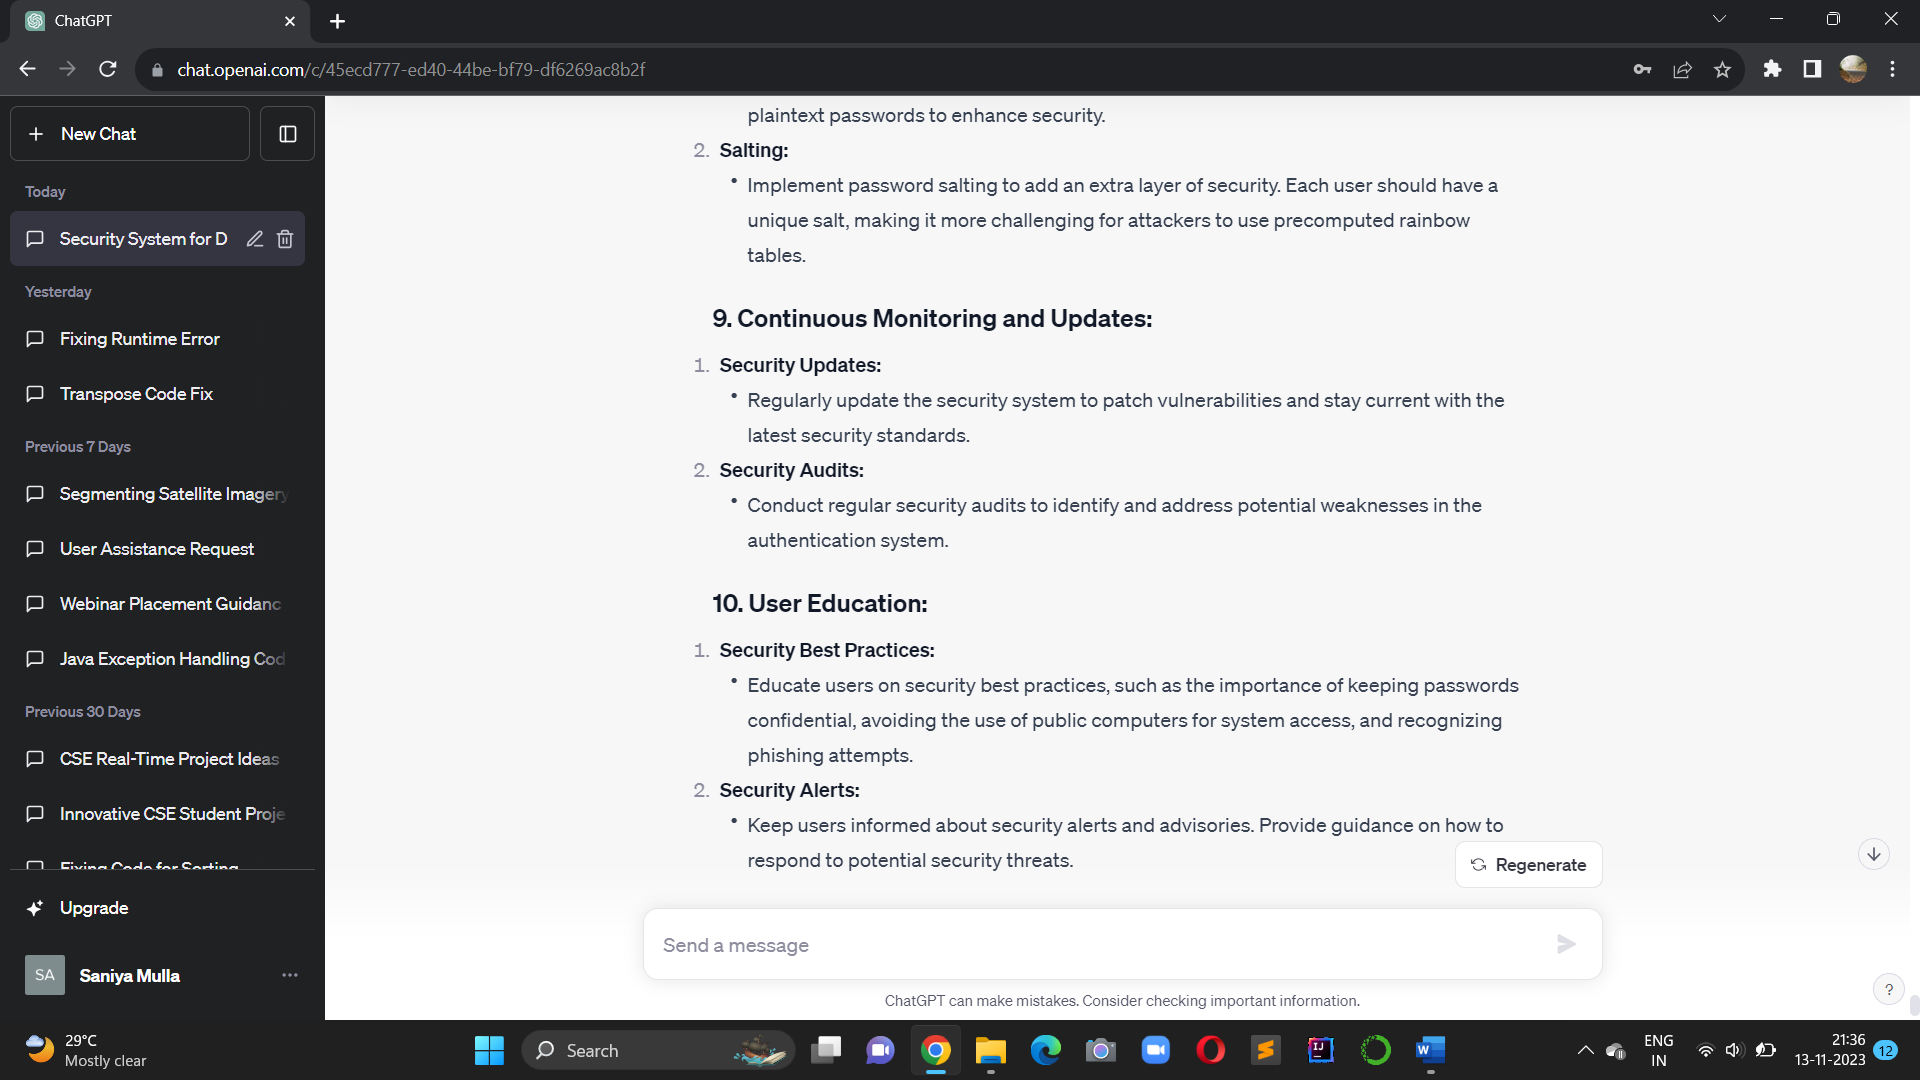 ChatGPT
chat.openai.com/c/45ecd777-ed40-44be-bf79-df6269ac8b2f
New Chat
Today
Security System for D
Yesterday
Fixing Runtime Error
Transpose Code Fix
Previous 7 Days
Segmenting Satellite Imagery
User Assistance Request
Webinar Placement Guidanc
Java Exception Handling Cod
Previous 30 Days
CSE Real-Time Project Ideas
Innovative CSE Student Proje
Fixing Code for Sorting
Upgrade
SA Saniya Mulla
plaintext passwords to enhance security.
2. Salting:
• Implement password salting to add an extra layer of security. Each user should have a
unique salt, making it more challenging for attackers to use precomputed rainbow
tables.
9. Continuous Monitoring and Updates:
1. Security Updates:
• Regularly update the security system to patch vulnerabilities and stay current with the
latest security standards.
2. Security Audits:
• Conduct regular security audits to identify and address potential weaknesses in the
authentication system.
10. User Education:
1. Security Best Practices:
• Educate users on security best practices, such as the importance of keeping passwords
confidential, avoiding the use of public computers for system access, and recognizing
phishing attempts.
2. Security Alerts:
• Keep users informed about security alerts and advisories. Provide guidance on how to
respond to potential security threats.
Regenerate
Send a message
ChatGPT can make mistakes. Consider checking important information.
?
29°C
Mostly clear
Search
IJ
W
ENG
IN
21:36
13-11-2023
12